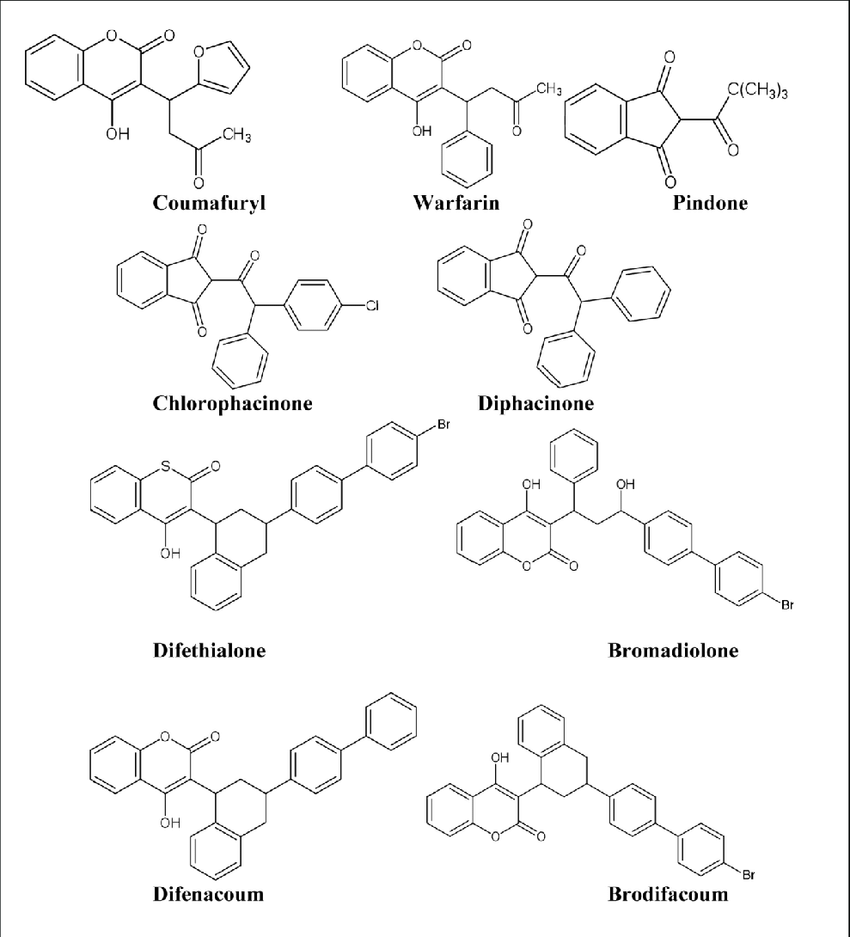 O O O
OH
CH₃
O
Coumafuryl
O O
OH
CH₃
O
Warfarin
O
C(CH₃)₃
O
O
Pindone
O
O
O
Cl
Chlorophacinone
O
O
O
Diphacinone
Br
S O
OH
Difethialone
OH OH
O O
Br
Bromadiolone
O O
OH
Difenacoum
OH
O O
Br
Brodifacoum